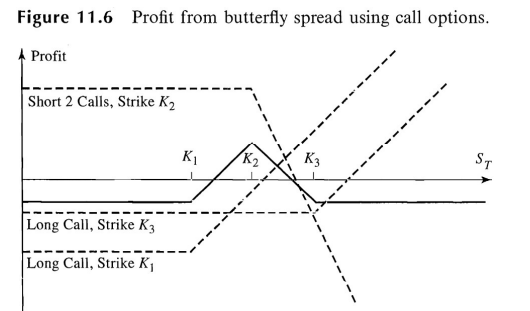 Figure 11.6 Profit from butterfly spread using call options.
Profit
Short 2 Calls, Strike K₂
K₁ K₂ K₃ S_T
Long Call, Strike K₃
Long Call, Strike K₁